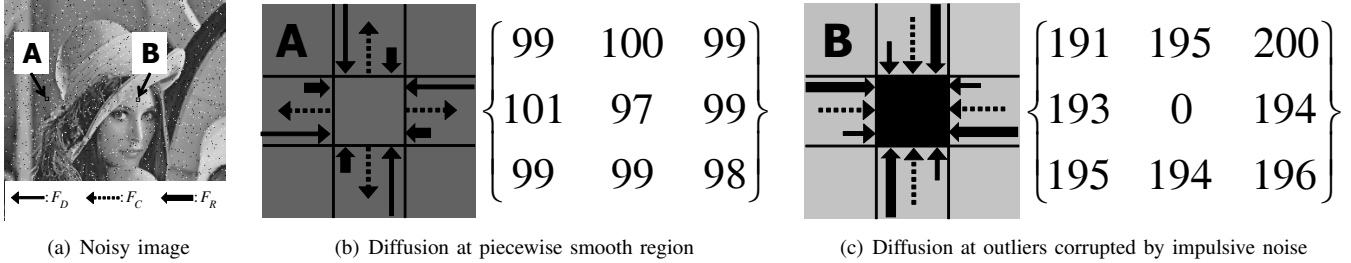 A B
: F_D : F_C : F_R
(a) Noisy image
A
99 100 99
101 97 99
99 99 98
(b) Diffusion at piecewise smooth region
B
191 195 200
193 0 194
195 194 196
(c) Diffusion at outliers corrupted by impulsive noise